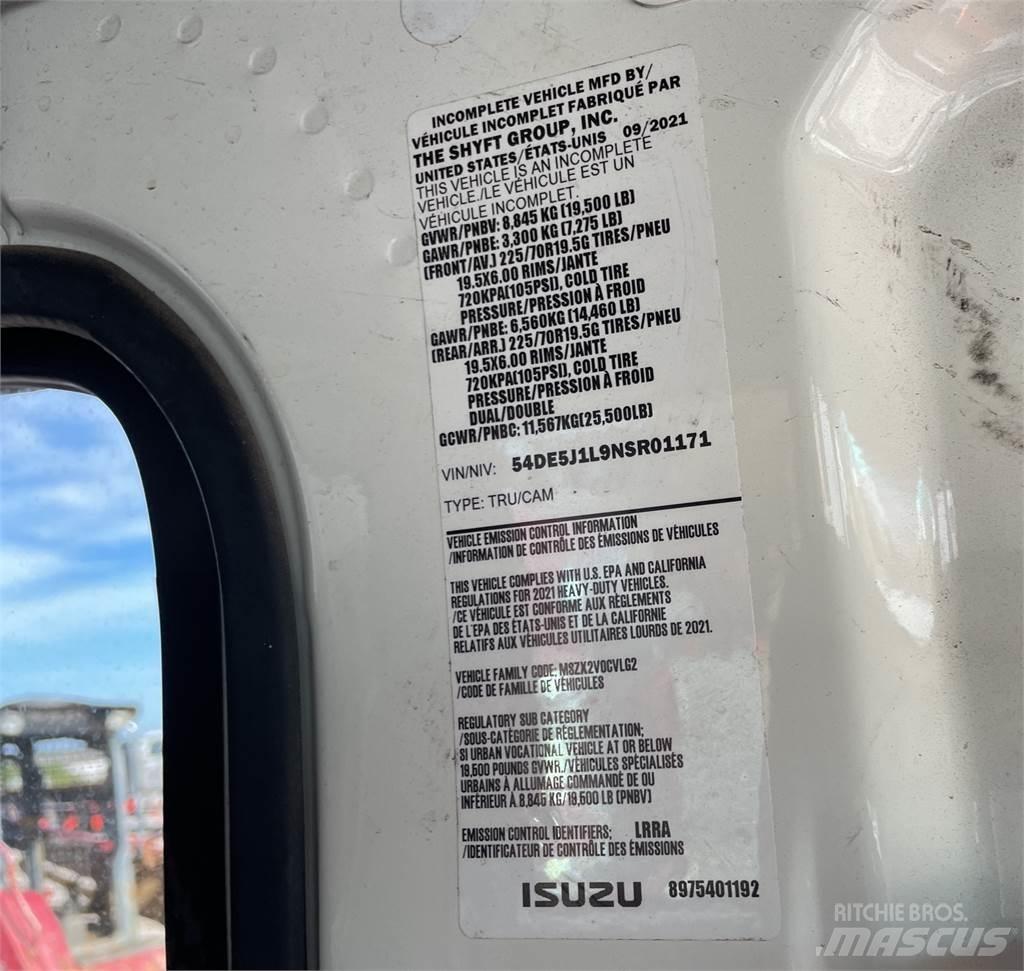 INCOMPLETE VEHICLE MFD BY/
VÉHICULE INCOMPLET FABRIQUÉ PAR
THE SHYFT GROUP, INC.
UNITED STATES/ÉTATS-UNIS 09/2021
THIS VEHICLE IS AN INCOMPLETE
VEHICLE./LE VÉHICULE EST UN
VÉHICULE INCOMPLET.
GVWR/PNBV: 8,845 KG (19,500 LB)
GAWR/PNBE: 3,300 KG (7,275 LB)
(FRONT/AV.) 225/70R19.5G TIRES/PNEU
19.5X6.00 RIMS/JANTE
720KPA(105PSI), COLD TIRE
PRESSURE/PRESSION À FROID
GAWR/PNBE: 6,560KG (14,460 LB)
(REAR/ARR.) 225/70R19.5G TIRES/PNEU
19.5X6.00 RIMS/JANTE
720KPA(105PSI), COLD TIRE
PRESSURE/PRESSION À FROID
DUAL/DOUBLE
GCWR/PNBC: 11,567KG(25,500LB)
VIN/NIV: 54DE5J1L9NSR01171
TYPE: TRU/CAM
VEHICLE EMISSION CONTROL INFORMATION
/INFORMATION DE CONTRÔLE DES ÉMISSIONS DE VÉHICULES
THIS VEHICLE COMPLIES WITH U.S. EPA AND CALIFORNIA
REGULATIONS FOR 2021 HEAVY-DUTY VEHICLES.
/CE VÉHICULE EST CONFORME AUX RÈGLEMENTS
DE L'EPA DES ÉTATS-UNIS ET DE LA CALIFORNIE
RELATIFS AUX VÉHICULES UTILITAIRES LOURDS DE 2021.
VEHICLE FAMILY CODE: MSZX2VOCVLG2
/CODE DE FAMILLE DE VÉHICULES
REGULATORY SUB CATEGORY
/SOUS-CATÉGORIE DE RÉGLEMENTATION;
SI URBAN VOCATIONAL VEHICLE AT OR BELOW
19,500 POUNDS GVWR./VÉHICULES SPÉCIALISÉS
URBAINS À ALLUMAGE COMMANDÉ DE OU
INFÉRIEUR À 8,845 KG/19,500 LB (PNBV)
EMISSION CONTROL IDENTIFIERS; LRRA
/IDENTIFICATEUR DE CONTRÔLE DES ÉMISSIONS
ISUZU 8975401192
RITCHIE BROS.
MASCUS